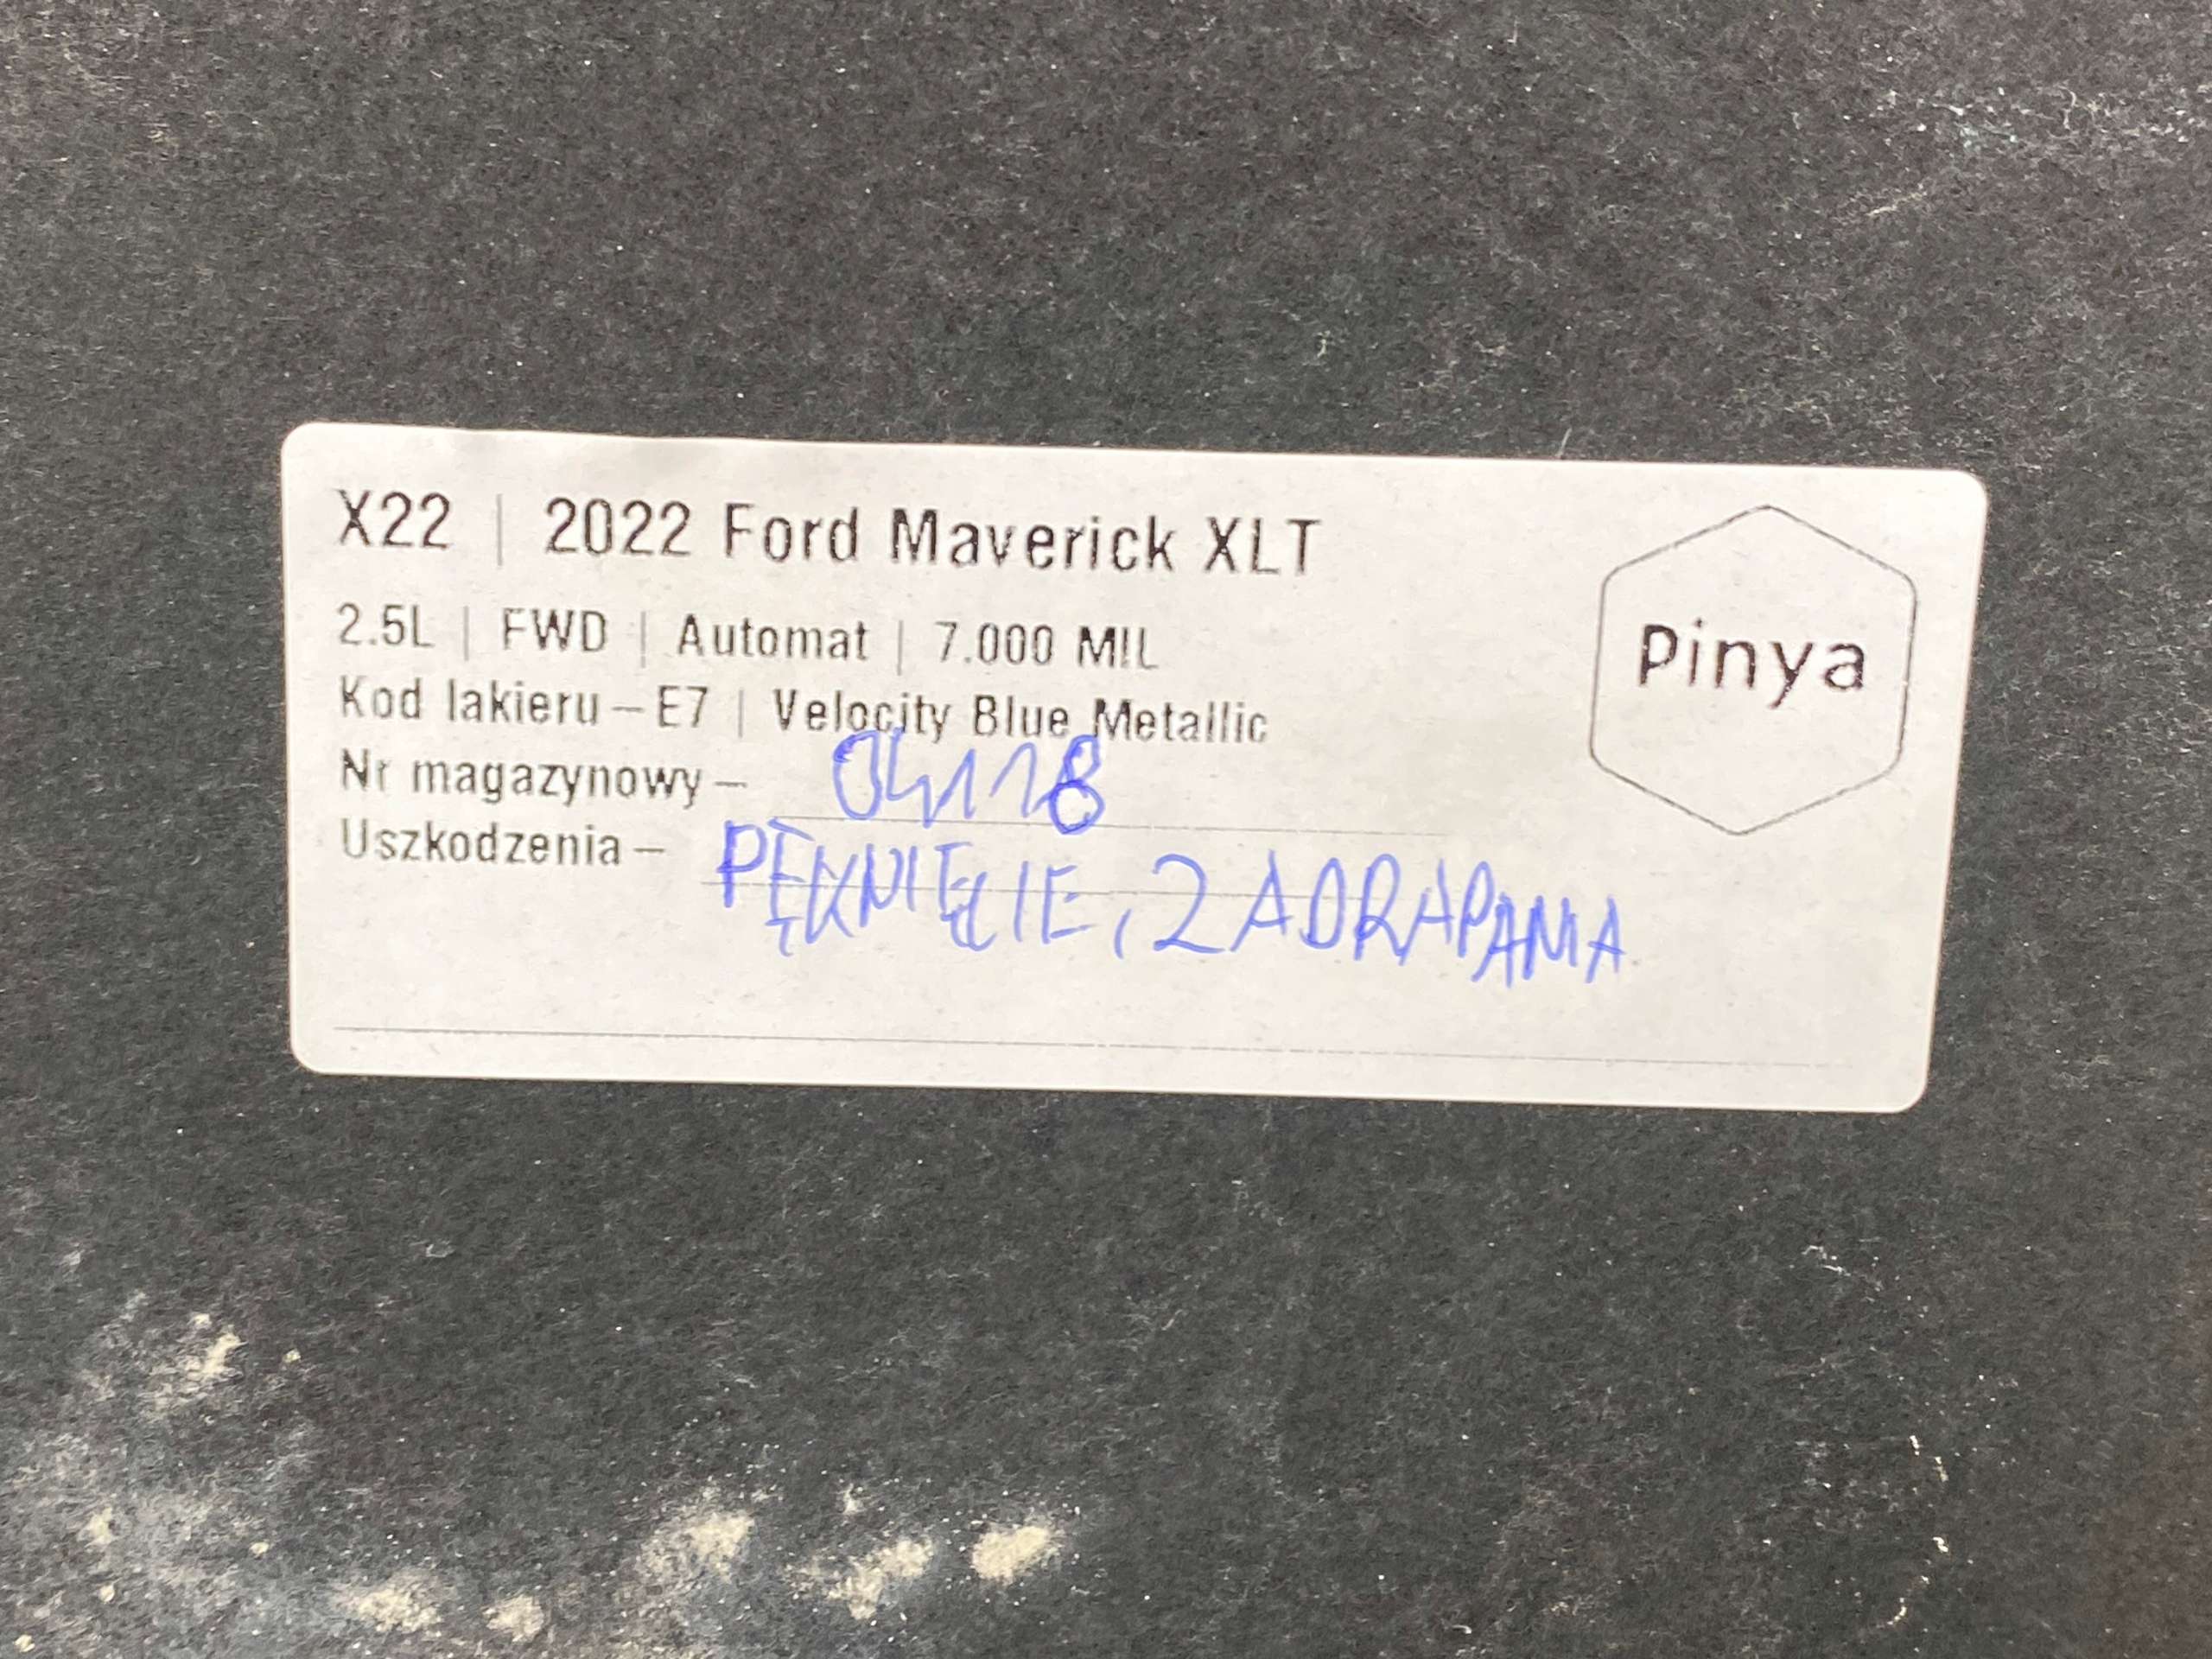 X22 | 2022 Ford Maverick XLT
2.5L | FWD | Automat | 7.000 MIL
Kod lakieru – E7 | Velocity Blue Metallic
Nr magazynowy – 04118
Uszkodzenia – PĘKNIĘCIE, ZADRAPANIA
Pinya